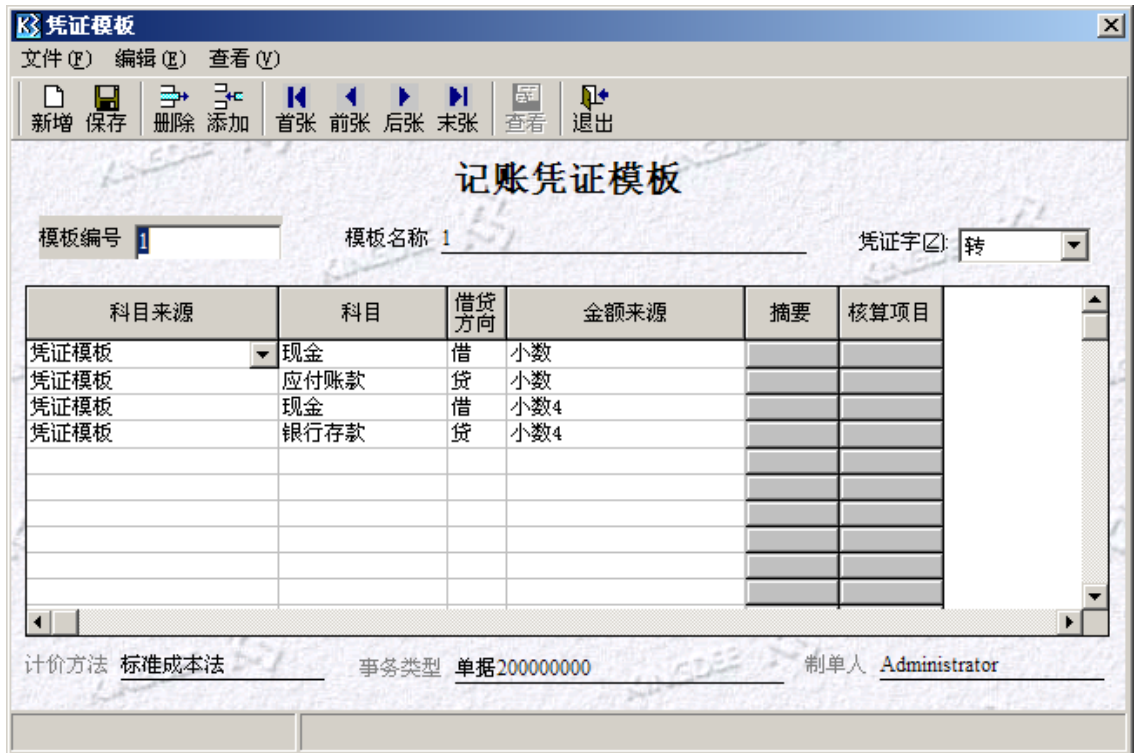 K3 凭证模板
文件(F) 编辑(E) 查看(V)
新增 保存 删除 添加 首张 前张 后张 末张 查看 退出
记账凭证模板
模板编号 1 模板名称 1 凭证字(Z): 转
科目来源 科目 借贷方向 金额来源 摘要 核算项目
凭证模板 现金 借 小数
凭证模板 应付账款 贷 小数
凭证模板 现金 借 小数4
凭证模板 银行存款 贷 小数4
计价方法 标准成本法 事务类型 单据200000000 制单人 Administrator